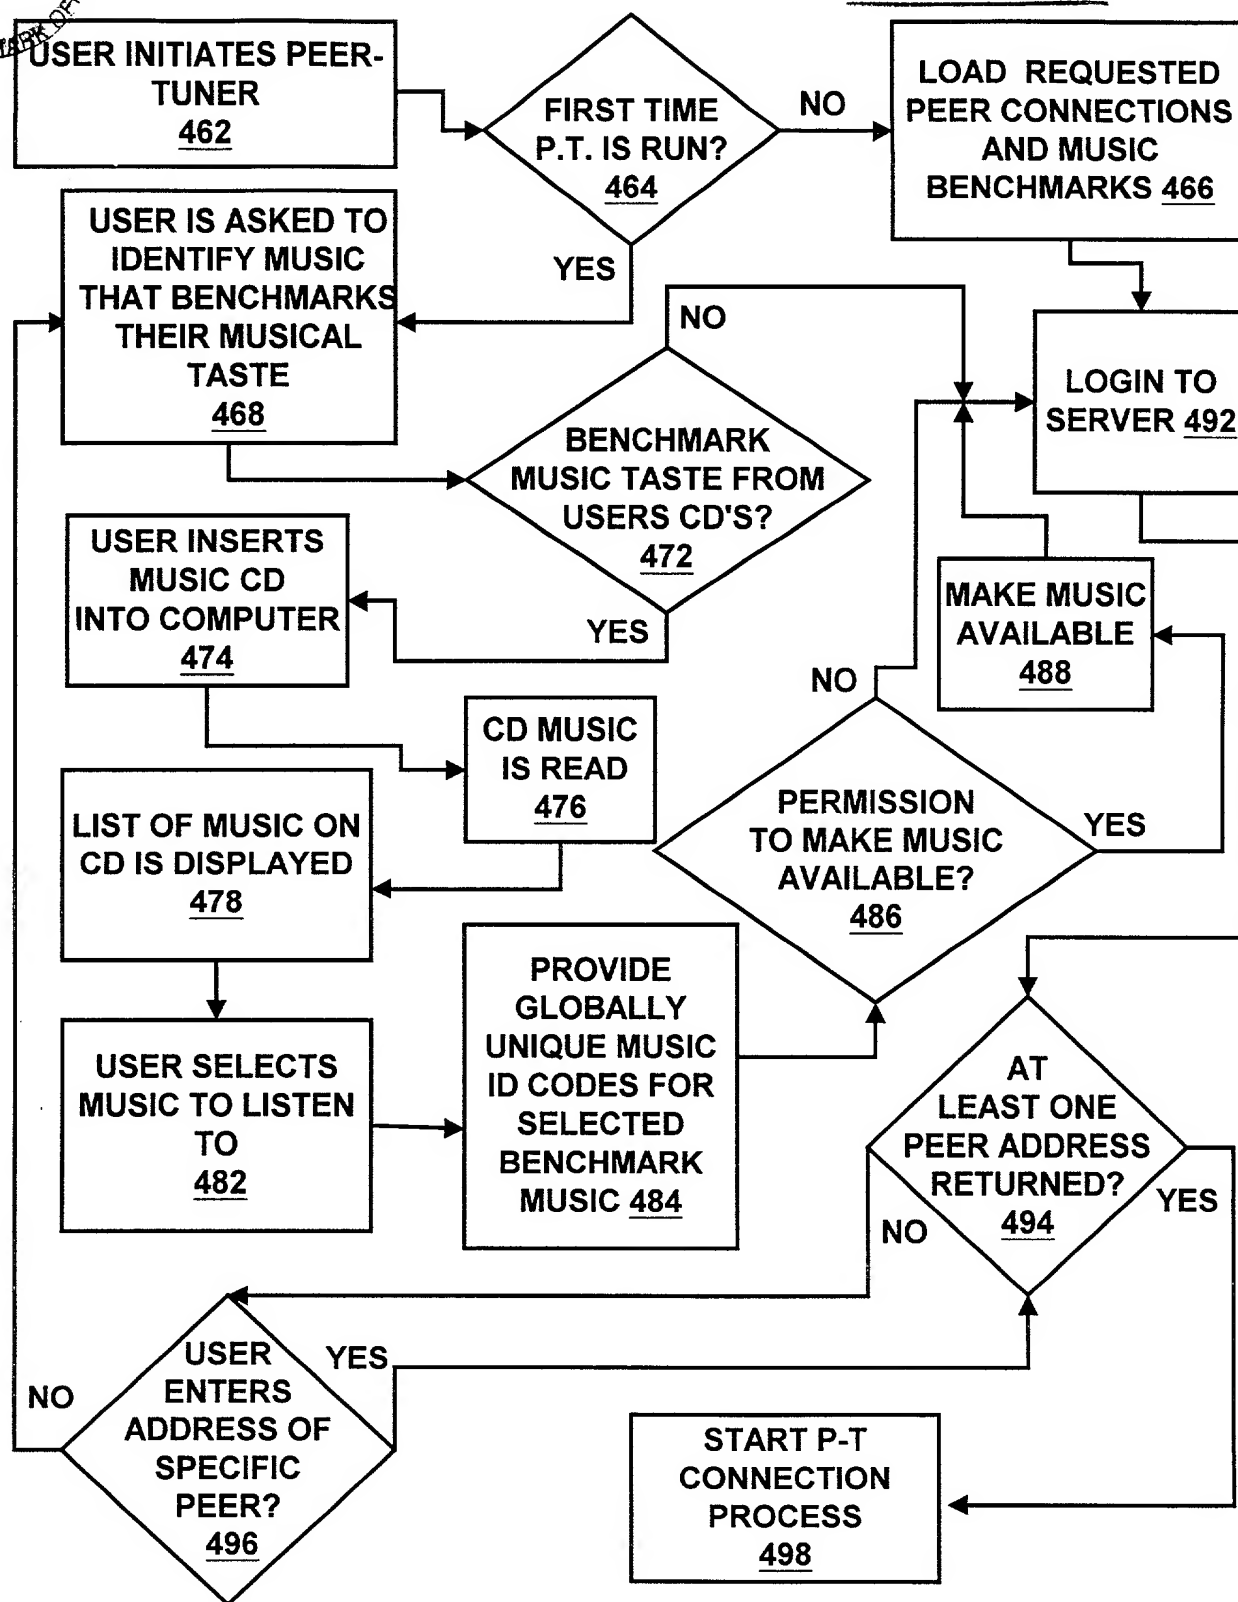 USER INITIATES PEER-
TUNER
462
FIRST TIME
P.T. IS RUN?
464
NO
YES
LOAD REQUESTED
PEER CONNECTIONS
AND MUSIC
BENCHMARKS 466
USER IS ASKED TO
IDENTIFY MUSIC
THAT BENCHMARKS
THEIR MUSICAL
TASTE
468
NO
BENCHMARK
MUSIC TASTE FROM
USERS CD'S?
472
YES
LOGIN TO
SERVER 492
USER INSERTS
MUSIC CD
INTO COMPUTER
474
MAKE MUSIC
AVAILABLE
488
CD MUSIC
IS READ
476
NO
PERMISSION
TO MAKE MUSIC
AVAILABLE?
486
YES
LIST OF MUSIC ON
CD IS DISPLAYED
478
USER SELECTS
MUSIC TO LISTEN
TO
482
PROVIDE
GLOBALLY
UNIQUE MUSIC
ID CODES FOR
SELECTED
BENCHMARK
MUSIC 484
AT
LEAST ONE
PEER ADDRESS
RETURNED?
494
NO
YES
USER
ENTERS
ADDRESS OF
SPECIFIC
PEER?
496
YES
NO
START P-T
CONNECTION
PROCESS
498